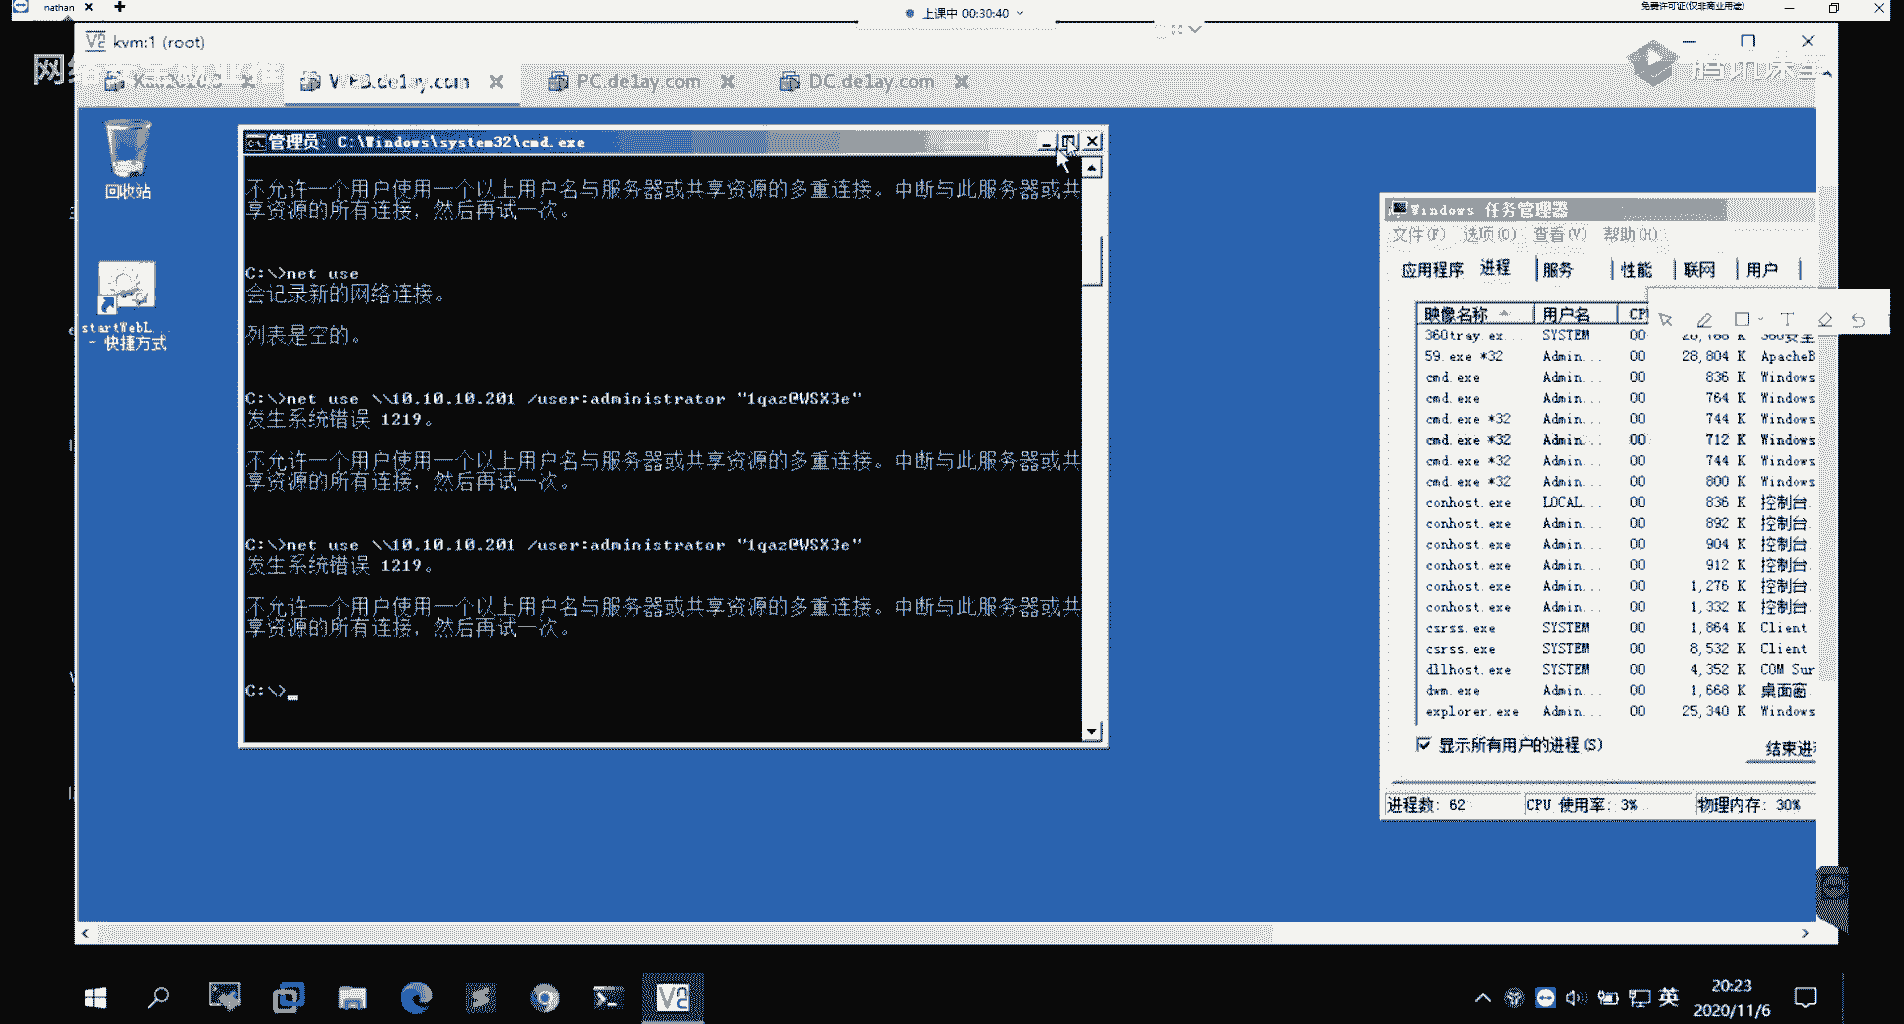 nathan
上课中 00:30:40
免费许可证(仅非商业用途)
kvm:1 (root)
PC.delay.com
DC.delay.com
回收站
startWebL...
- 快捷方式
管理员: C:\Windows\system32\cmd.exe
不允许一个用户使用一个以上用户名与服务器或共享资源的多重连接。中断与此服务器或共
享资源的所有连接，然后再试一次。
C:\>net use
会记录新的网络连接。
列表是空的。
C:\>net use \\10.10.10.201 /user:administrator "1qaz@WSX3e"
发生系统错误 1219。
不允许一个用户使用一个以上用户名与服务器或共享资源的多重连接。中断与此服务器或共
享资源的所有连接，然后再试一次。
C:\>net use \\10.10.10.201 /user:administrator "1qaz@WSX3e"
发生系统错误 1219。
不允许一个用户使用一个以上用户名与服务器或共享资源的多重连接。中断与此服务器或共
享资源的所有连接，然后再试一次。
C:\>
Windows 任务管理器
文件(F) 选项(O) 查看(V) 帮助(H)
应用程序 进程 服务 性能 联网 用户
映像名称 用户名 CP
360tray.ex... SYSTEM 00
59.exe *32 Admin... 00 28,804 K ApacheB
cmd.exe Admin... 00 836 K Windows
cmd.exe Admin... 00 764 K Windows
cmd.exe *32 Admin... 00 744 K Windows
cmd.exe *32 Admin... 00 712 K Windows
cmd.exe *32 Admin... 00 744 K Windows
cmd.exe *32 Admin... 00 800 K Windows
conhost.exe LOCAL... 00 836 K 控制台
conhost.exe Admin... 00 892 K 控制台
conhost.exe Admin... 00 904 K 控制台
conhost.exe Admin... 00 912 K 控制台
conhost.exe Admin... 00 1,276 K 控制台
conhost.exe Admin... 00 1,332 K 控制台
csrss.exe SYSTEM 00 1,864 K Client
csrss.exe SYSTEM 00 8,532 K Client
dllhost.exe SYSTEM 00 4,352 K COM Sur
dwm.exe Admin... 00 1,668 K 桌面窗
explorer.exe Admin... 00 25,340 K Windows
显示所有用户的进程(S)
结束进
进程数: 62 CPU 使用率: 3% 物理内存: 30%
英
20:23
2020/11/6